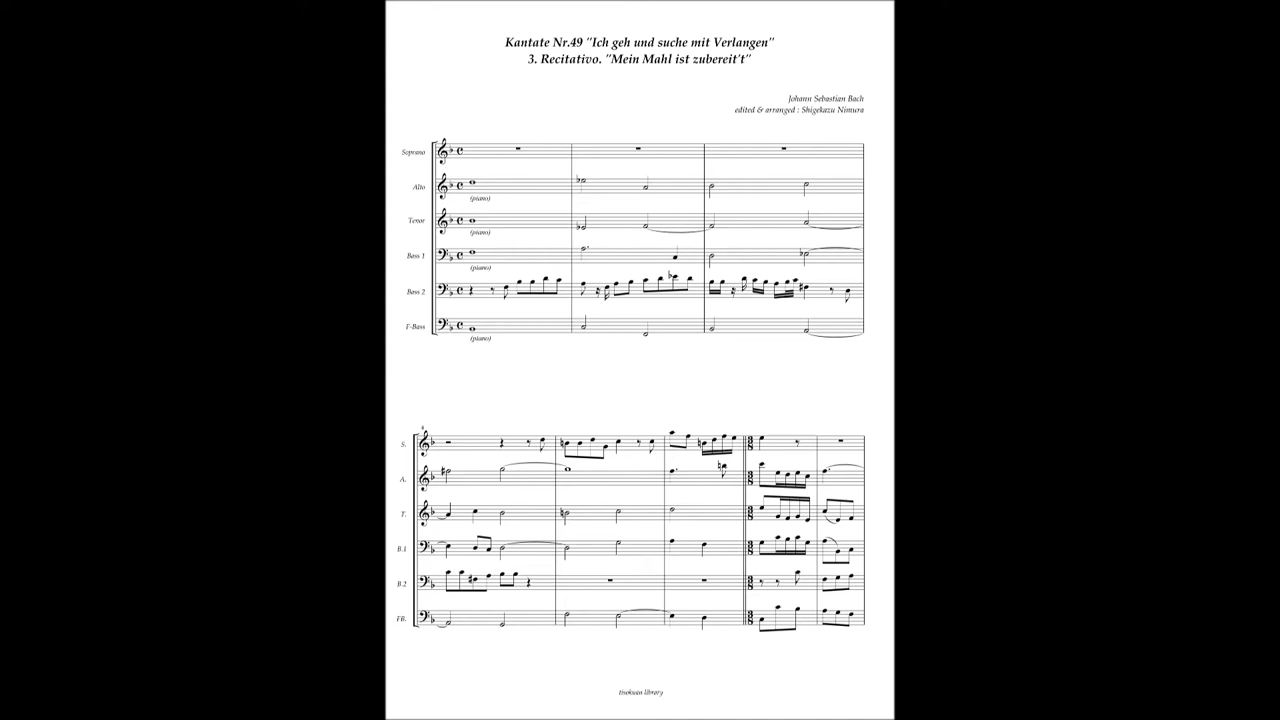 Kantate Nr.49 "Ich geh und suche mit Verlangen"
3. Recitativo. "Mein Mahl ist zubereit't"
Johann Sebastian Bach
edited & arranged : Shigekazu Nimura
Soprano
Alto
(piano)
Tenor
(piano)
Bass 1
(piano)
Bass 2
F-Bass
(piano)
4
S.
A.
T.
B.1
B.2
FB.
tisokuan library